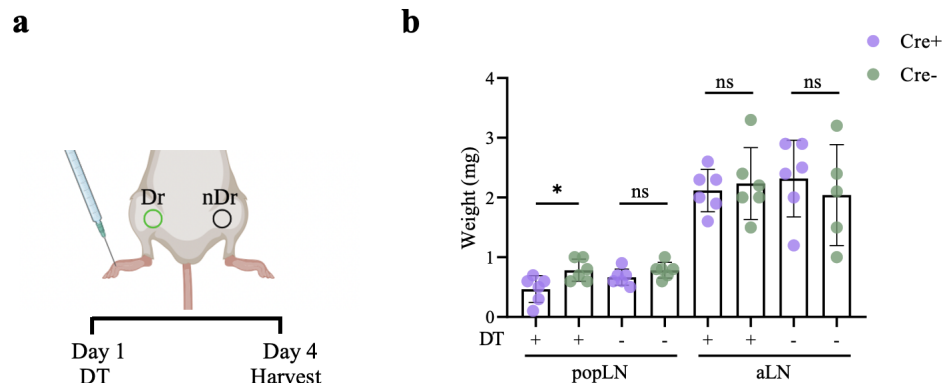 a
Dr nDr
Day 1 Day 4
DT Harvest
b
Cre+
Cre-
Weight (mg)
4
3
2
1
0
* ns ns ns
DT + + - - + + - -
popLN aLN